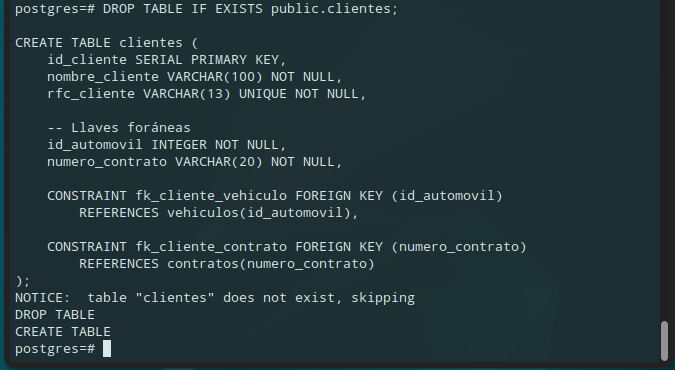 postgres=# DROP TABLE IF EXISTS public.clientes;
CREATE TABLE clientes (
    id_cliente SERIAL PRIMARY KEY,
    nombre_cliente VARCHAR(100) NOT NULL,
    rfc_cliente VARCHAR(13) UNIQUE NOT NULL,
    -- Llaves foráneas
    id_automovil INTEGER NOT NULL,
    numero_contrato VARCHAR(20) NOT NULL,
    CONSTRAINT fk_cliente_vehiculo FOREIGN KEY (id_automovil)
        REFERENCES vehiculos(id_automovil),
    CONSTRAINT fk_cliente_contrato FOREIGN KEY (numero_contrato)
        REFERENCES contratos(numero_contrato)
);
NOTICE:  table "clientes" does not exist, skipping
DROP TABLE
CREATE TABLE
postgres=#